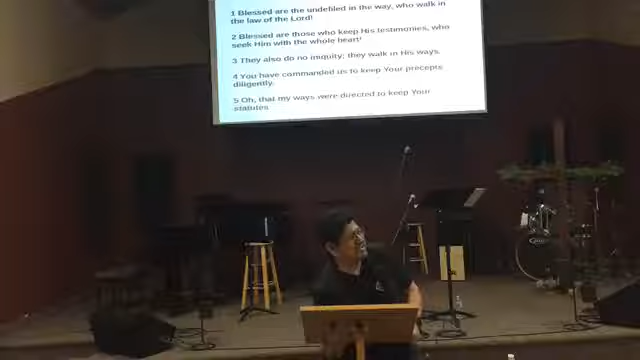 1 Blessed are the undefiled in the way, who walk in
the law of the Lord!
2 Blessed are those who keep His testimonies, who
seek Him with the whole heart!
3 They also do no iniquity; they walk in His ways.
4 You have commanded us to keep Your precepts
diligently.
5 Oh, that my ways were directed to keep Your
statutes